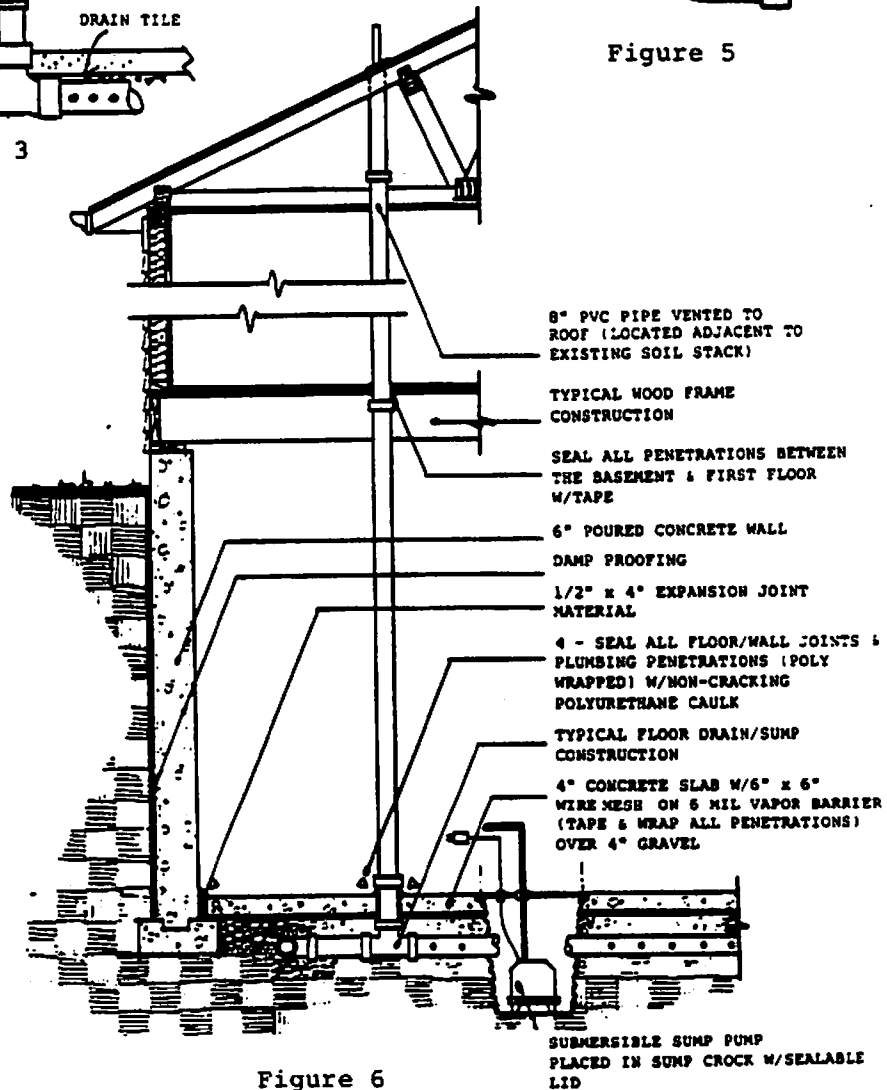 DRAIN TILE
3
Figure 5
8" PVC PIPE VENTED TO
ROOF (LOCATED ADJACENT TO
EXISTING SOIL STACK)
TYPICAL WOOD FRAME
CONSTRUCTION
SEAL ALL PENETRATIONS BETWEEN
THE BASEMENT & FIRST FLOOR
W/TAPE
6" POURED CONCRETE WALL
DAMP PROOFING
1/2" x 4" EXPANSION JOINT
MATERIAL
4 - SEAL ALL FLOOR/WALL JOINTS &
PLUMBING PENETRATIONS (POLY
WRAPPED) W/NON-CRACKING
POLYURETHANE CAULK
TYPICAL FLOOR DRAIN/SUMP
CONSTRUCTION
4" CONCRETE SLAB W/6" x 6"
WIRE MESH ON 6 MIL VAPOR BARRIER
(TAPE & WRAP ALL PENETRATIONS)
OVER 4" GRAVEL
SUBMERSIBLE SUMP PUMP
PLACED IN SUMP CROCK W/SEALABLE
LID
Figure 6